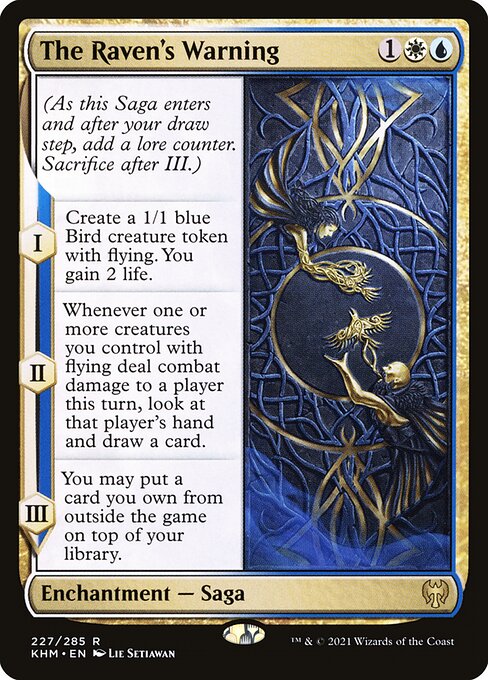 The Raven's Warning 1
(As this Saga enters
and after your draw
step, add a lore counter.
Sacrifice after III.)
I
Create a 1/1 blue
Bird creature token
with flying. You
gain 2 life.
II
Whenever one or
more creatures
you control with
flying deal combat
damage to a player
this turn, look at
that player's hand
and draw a card.
III
You may put a
card you own from
outside the game
on top of your
library.
Enchantment — Saga
227/285 R
KHM • EN Lie Setiawan
™ & © 2021 Wizards of the Coast